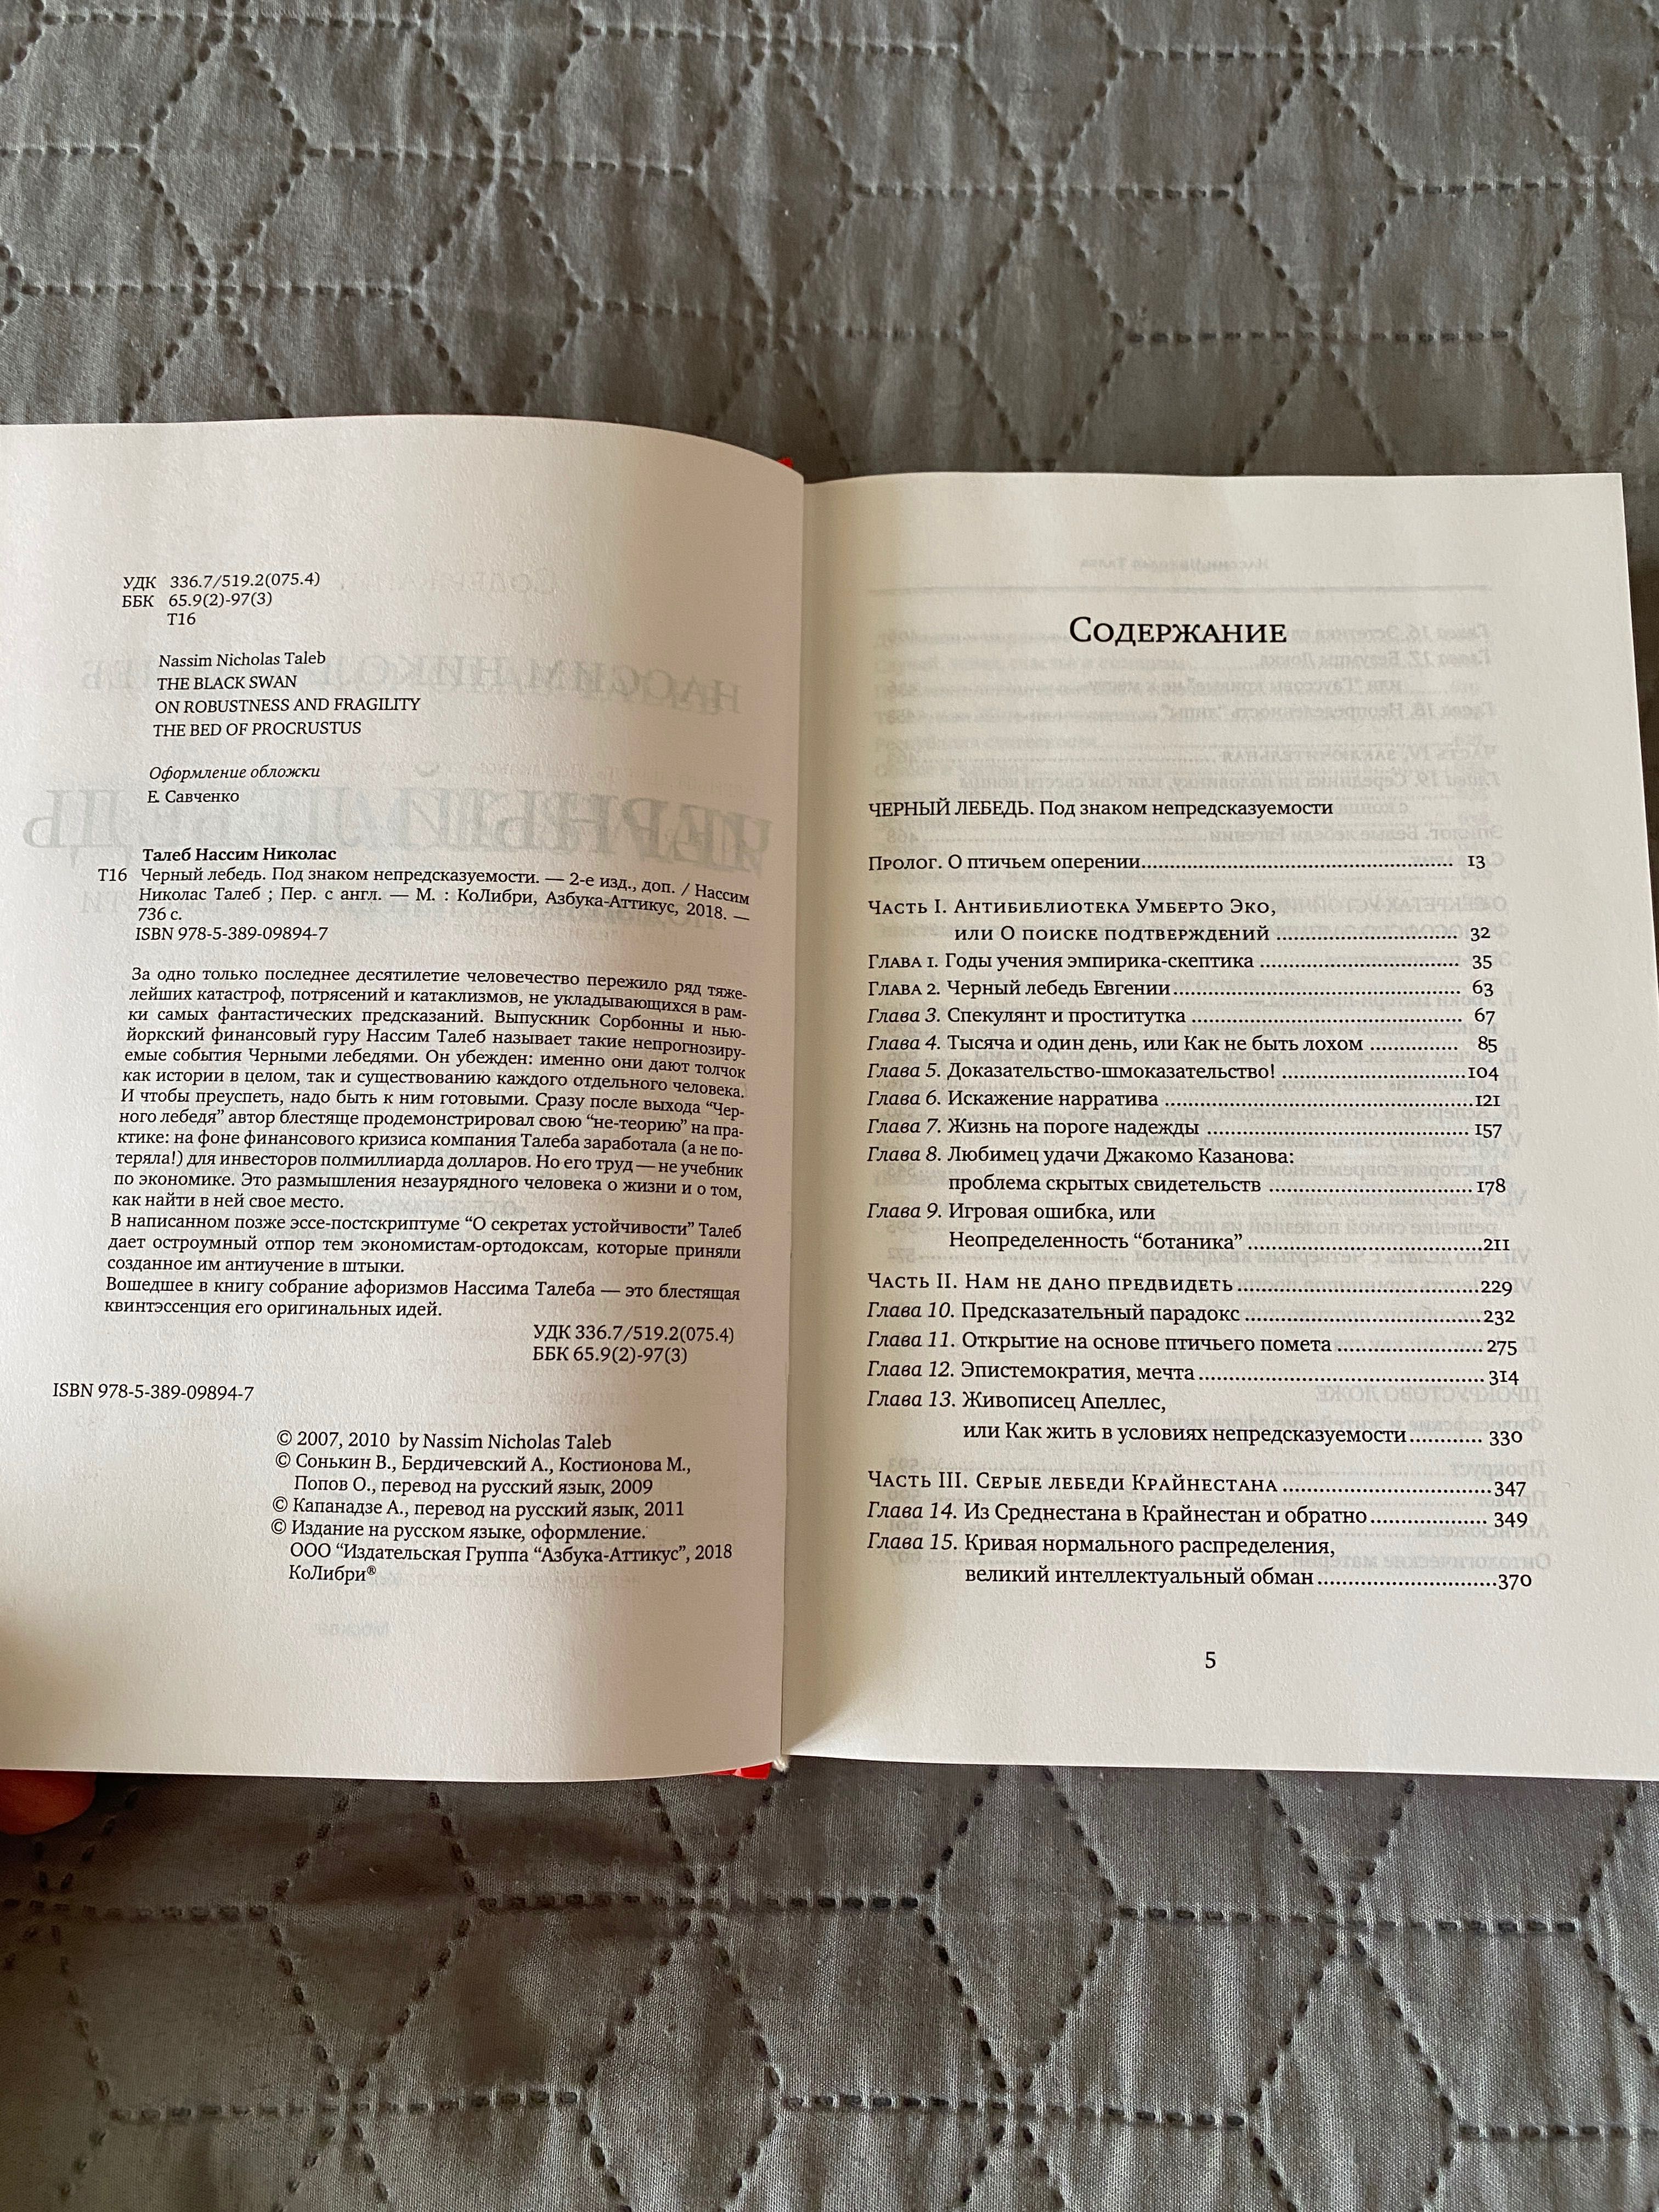 УДК 336.7/519.2(075.4)
ББК 65.9(2)-97(3)
Т16
Nassim Nicholas Taleb
THE BLACK SWAN
ON ROBUSTNESS AND FRAGILITY
THE BED OF PROCRUSTUS
Оформление обложки
Е. Савченко
Талеб Нассим Николас
Т16 Черный лебедь. Под знаком непредсказуемости. — 2-е изд., доп. / Нассим
Николас Талеб ; Пер. с англ. — М. : КоЛибри, Азбука-Аттикус, 2018. —
736 с.
ISBN 978-5-389-09894-7
За одно только последнее десятилетие человечество пережило ряд тяже-
лейших катастроф, потрясений и катаклизмов, не укладывающихся в рам-
ки самых фантастических предсказаний. Выпускник Сорбонны и нью-
йоркский финансовый гуру Нассим Талеб называет такие непрогнозиру-
емые события Черными лебедями. Он убежден: именно они дают толчок
как истории в целом, так и существованию каждого отдельного человека.
И чтобы преуспеть, надо быть к ним готовыми. Сразу после выхода “Чер-
ного лебедя” автор блестяще продемонстрировал свою “не-теорию” на пра-
ктике: на фоне финансового кризиса компания Талеба заработала (а не по-
теряла!) для инвесторов полмиллиарда долларов. Но его труд — не учебник
по экономике. Это размышления незаурядного человека о жизни и о том,
как найти в ней свое место.
В написанном позже эссе-постскриптуме “О секретах устойчивости” Талеб
дает остроумный отпор тем экономистам-ортодоксам, которые приняли
созданное им антиучение в штыки.
Вошедшее в книгу собрание афоризмов Нассима Талеба — это блестящая
квинтэссенция его оригинальных идей.
УДК 336.7/519.2(075.4)
ББК 65.9(2)-97(3)
ISBN 978-5-389-09894-7
© 2007, 2010 by Nassim Nicholas Taleb
© Сонькин В., Бердичевский А., Костионова М.,
Попов О., перевод на русский язык, 2009
© Капанадзе А., перевод на русский язык, 2011
© Издание на русском языке, оформление.
ООО “Издательская Группа “Азбука-Аттикус”, 2018
КоЛибри®
Содержание
ЧЕРНЫЙ ЛЕБЕДЬ. Под знаком непредсказуемости
Пролог. О птичьем оперении 13
Часть I. Антибиблиотека Умберто Эко,
или О поиске подтверждений 32
Глава 1. Годы учения эмпирика-скептика 35
Глава 2. Черный лебедь Евгении 63
Глава 3. Спекулянт и проститутка 67
Глава 4. Тысяча и один день, или Как не быть лохом 85
Глава 5. Доказательство-шмоказательство! 104
Глава 6. Искажение нарратива 121
Глава 7. Жизнь на пороге надежды 157
Глава 8. Любимец удачи Джакомо Казанова:
проблема скрытых свидетельств 178
Глава 9. Игровая ошибка, или
Неопределенность “ботаника” 211
Часть II. Нам не дано предвидеть 229
Глава 10. Предсказательный парадокс 232
Глава 11. Открытие на основе птичьего помета 275
Глава 12. Эпистемократия, мечта 314
Глава 13. Живописец Апеллес,
или Как жить в условиях непредсказуемости 330
Часть III. Серые лебеди Крайнестана 347
Глава 14. Из Среднестана в Крайнестан и обратно 349
Глава 15. Кривая нормального распределения,
великий интеллектуальный обман 370
5